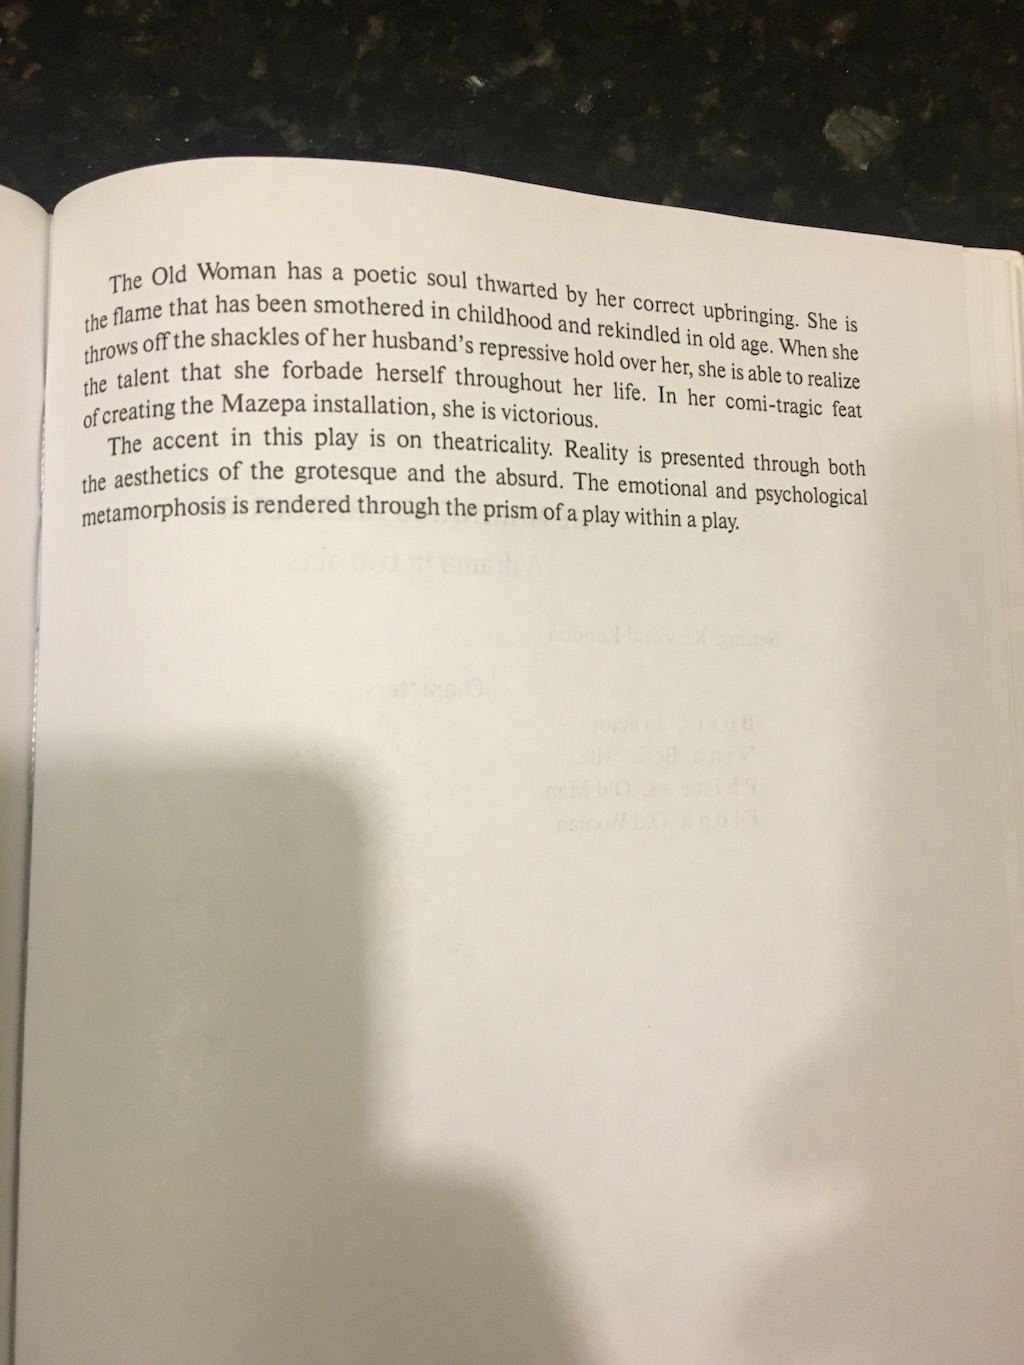 The Old Woman has a poetic soul thwarted by her correct upbringing. She is
the flame that has been smothered in childhood and rekindled in old age. When she
throws off the shackles of her husband's repressive hold over her, she is able to realize
the talent that she forbade herself throughout her life. In her comi-tragic feat
of creating the Mazepa installation, she is victorious.
The accent in this play is on theatricality. Reality is presented through both
the aesthetics of the grotesque and the absurd. The emotional and psychological
metamorphosis is rendered through the prism of a play within a play.